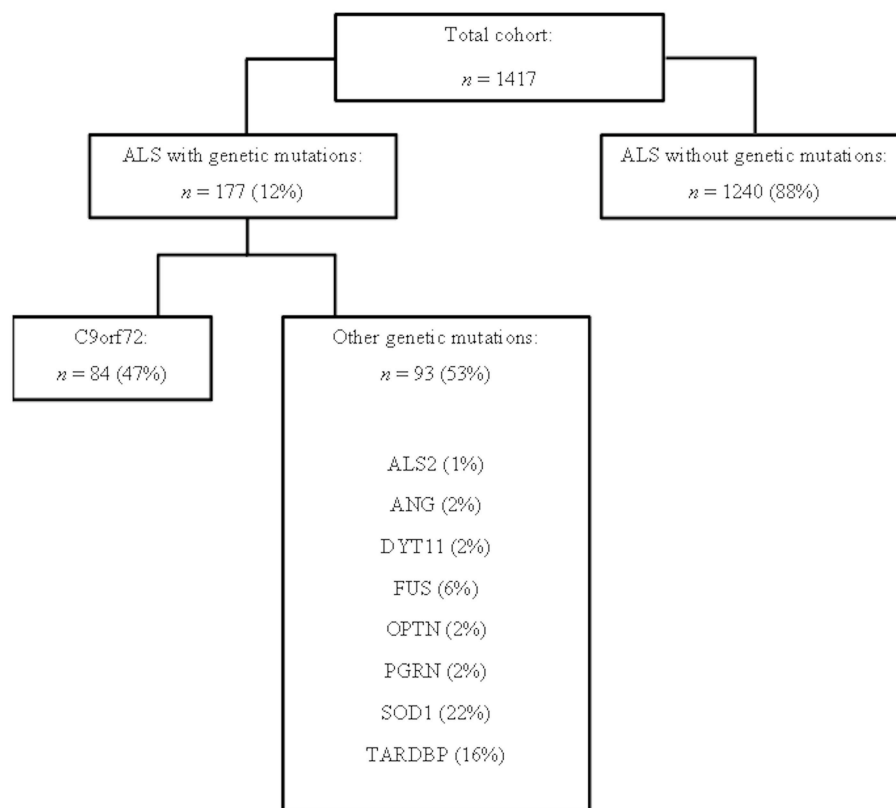 Total cohort:
n = 1417
ALS with genetic mutations:
n = 177 (12%)
ALS without genetic mutations:
n = 1240 (88%)
C9orf72:
n = 84 (47%)
Other genetic mutations:
n = 93 (53%)
ALS2 (1%)
ANG (2%)
DYT11 (2%)
FUS (6%)
OPTN (2%)
PGRN (2%)
SOD1 (22%)
TARDBP (16%)